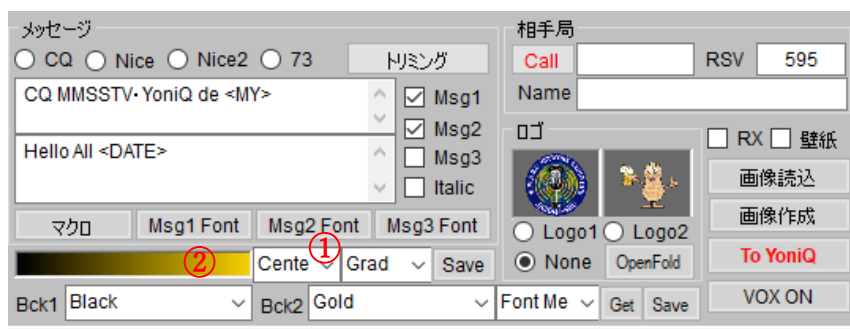 メッセージ
CQ Nice Nice2 73 トリミング
CQ MMSSTV・YoniQ de <MY>
Hello All <DATE>
Msg1
Msg2
Msg3
Italic
マクロ Msg1 Font Msg2 Font Msg3 Font
② Cente ① Grad Save
Bck1 Black Bck2 Gold Font Me Get Save
相手局
Call RSV 595
Name
ロゴ
Logo1 Logo2
None OpenFold
RX 壁紙
画像読込
画像作成
To YoniQ
VOX ON